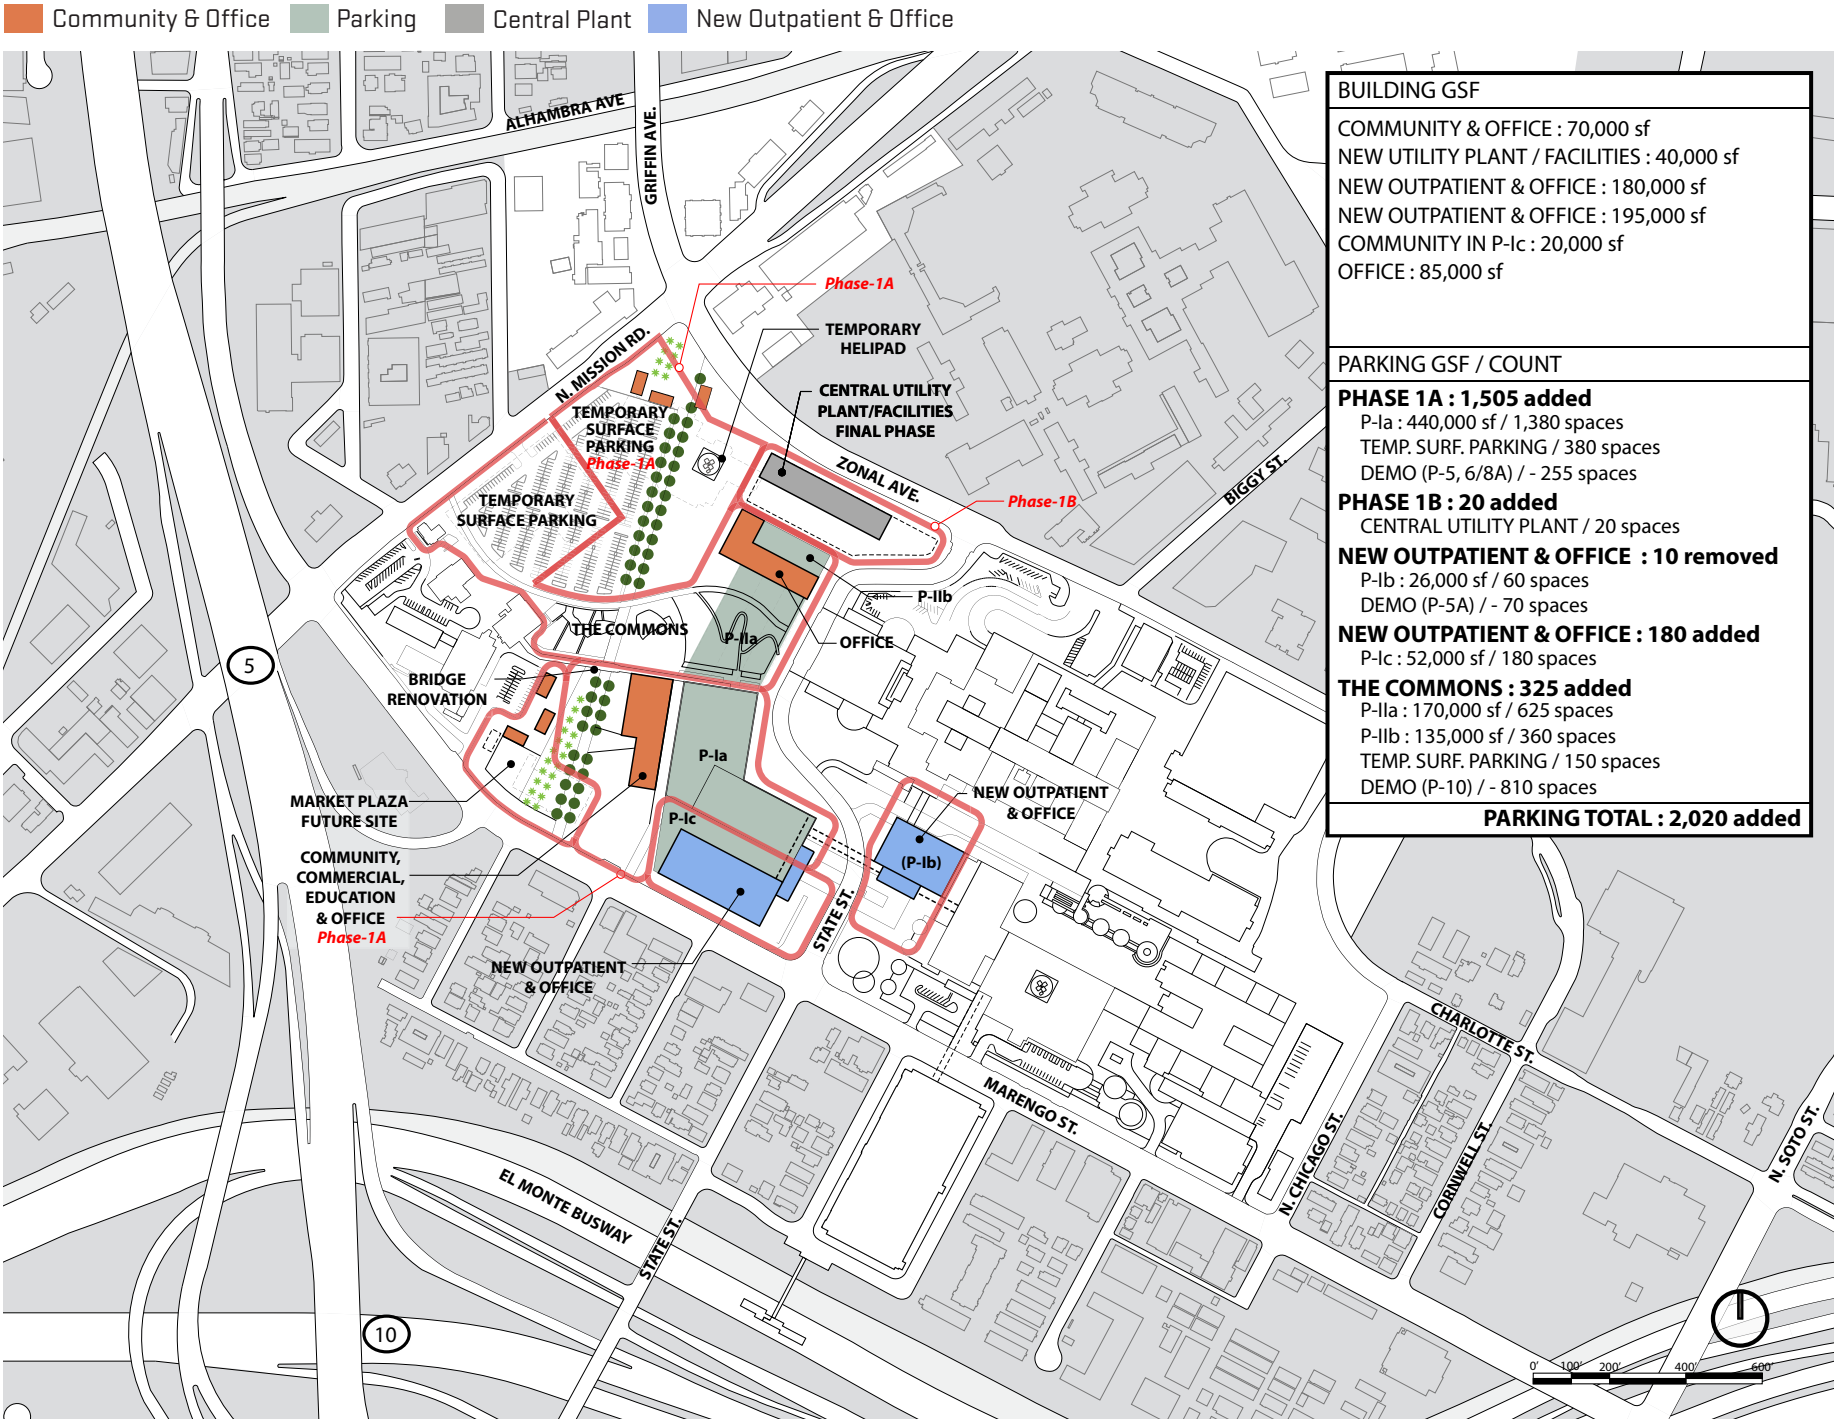 Community & Office Parking Central Plant New Outpatient & Office
BUILDING GSF
COMMUNITY & OFFICE : 70,000 sf
NEW UTILITY PLANT / FACILITIES : 40,000 sf
NEW OUTPATIENT & OFFICE : 180,000 sf
NEW OUTPATIENT & OFFICE : 195,000 sf
COMMUNITY IN P-Ic : 20,000 sf
OFFICE : 85,000 sf
PARKING GSF / COUNT
PHASE 1A : 1,505 added
P-Ia : 440,000 sf / 1,380 spaces
TEMP. SURF. PARKING / 380 spaces
DEMO (P-5, 6/8A) / - 255 spaces
PHASE 1B : 20 added
CENTRAL UTILITY PLANT / 20 spaces
NEW OUTPATIENT & OFFICE : 10 removed
P-Ib : 26,000 sf / 60 spaces
DEMO (P-5A) / - 70 spaces
NEW OUTPATIENT & OFFICE : 180 added
P-Ic : 52,000 sf / 180 spaces
THE COMMONS : 325 added
P-IIa : 170,000 sf / 625 spaces
P-IIb : 135,000 sf / 360 spaces
TEMP. SURF. PARKING / 150 spaces
DEMO (P-10) / - 810 spaces
PARKING TOTAL : 2,020 added
ALHAMBRA AVE
GRIFFIN AVE.
Phase-1A
TEMPORARY
HELIPAD
N. MISSION RD.
CENTRAL UTILITY
PLANT/FACILITIES
FINAL PHASE
TEMPORARY
SURFACE
PARKING
Phase-1A
ZONAL AVE.
BIGGY ST.
TEMPORARY
SURFACE PARKING
Phase-1B
P-IIb
THE COMMONS
P-IIa
OFFICE
5
BRIDGE
RENOVATION
P-Ia
MARKET PLAZA
FUTURE SITE
NEW OUTPATIENT
& OFFICE
P-Ic
(P-Ib)
COMMUNITY,
COMMERCIAL,
EDUCATION
& OFFICE
Phase-1A
STATE ST.
NEW OUTPATIENT
& OFFICE
CHARLOTTE ST.
MARENGO ST.
N. CHICAGO ST.
CORNWELL ST.
N. SOTO ST.
EL MONTE BUSWAY
STATE ST.
10
0' 100' 200' 400' 600'